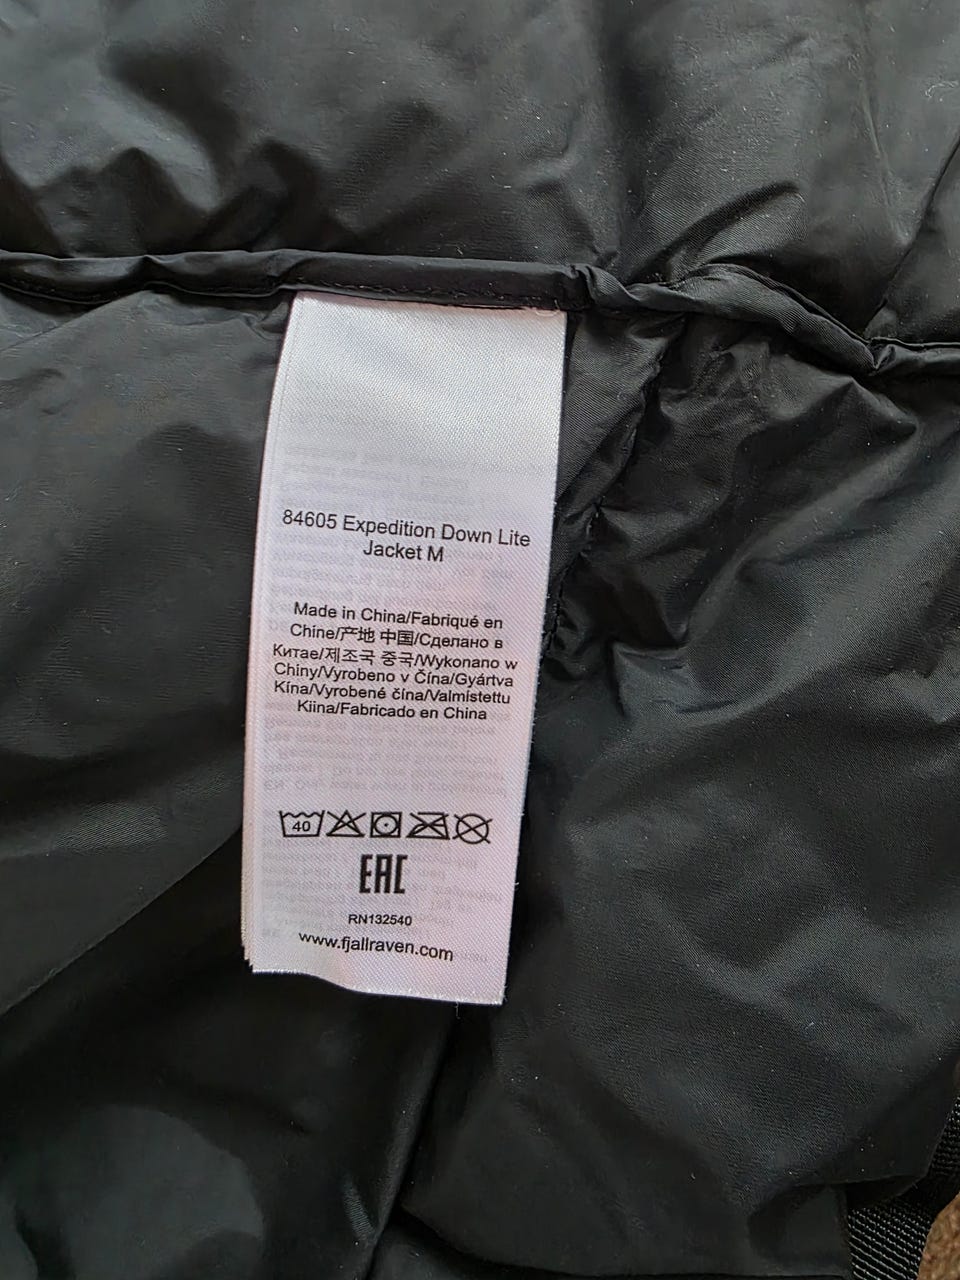 84605 Expedition Down Lite
Jacket M
Made in China/Fabriqué en
Chine/产地 中国/Сделано в
Китае/제조국 중국/Wykonano w
Chiny/Vyrobeno v Čína/Gyártva
Kína/Vyrobené čína/Valmistettu
Kiina/Fabricado en China
40
EAC
RN132540
www.fjallraven.com